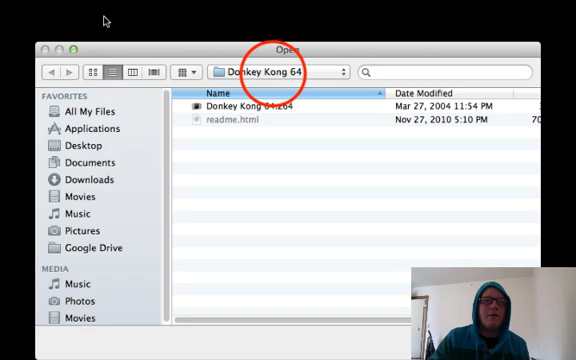 Open
Donkey Kong 64
FAVORITES
All My Files
Applications
Desktop
Documents
Downloads
Movies
Music
Pictures
Google Drive
MEDIA
Music
Photos
Movies
Name
Date Modified
Donkey Kong 64.z64
Mar 27, 2004 11:54 PM
readme.html
Nov 27, 2010 5:10 PM
70